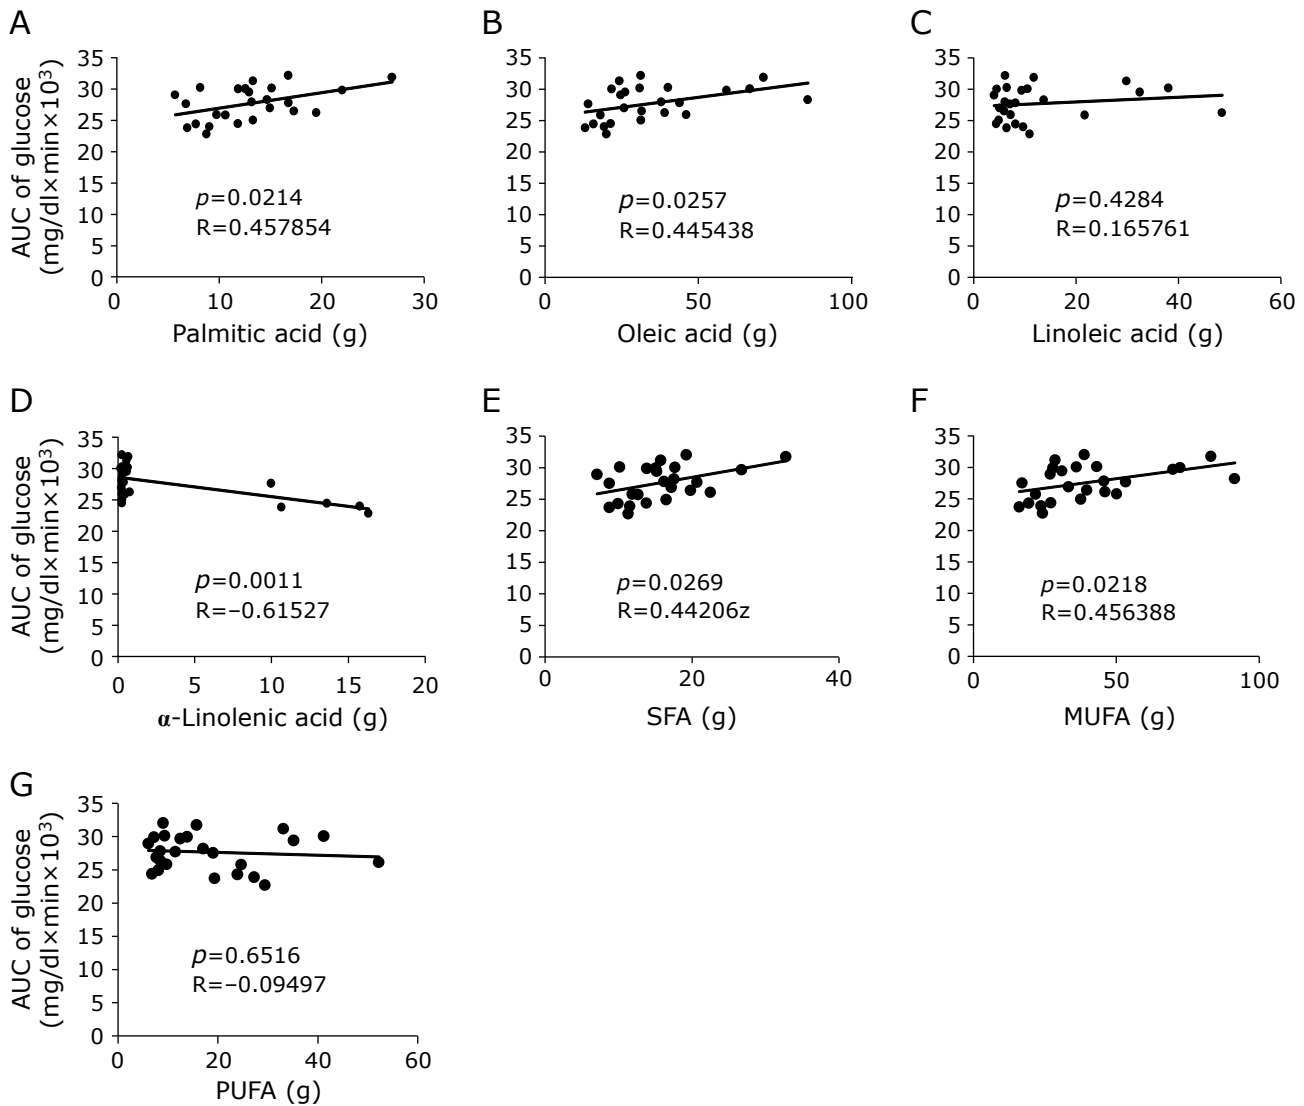 A
AUC of glucose
(mg/dl×min×10³)
35
30
25
20
15
10
5
0
p=0.0214
R=0.457854
0 10 20 30
Palmitic acid (g)
B
35
30
25
20
15
10
5
0
p=0.0257
R=0.445438
0 50 100
Oleic acid (g)
C
35
30
25
20
15
10
5
0
p=0.4284
R=0.165761
0 20 40 60
Linoleic acid (g)
D
AUC of glucose
(mg/dl×min×10³)
35
30
25
20
15
10
5
0
p=0.0011
R=–0.61527
0 5 10 15 20
α-Linolenic acid (g)
E
35
30
25
20
15
10
5
0
p=0.0269
R=0.44206z
0 20 40
SFA (g)
F
35
30
25
20
15
10
5
0
p=0.0218
R=0.456388
0 50 100
MUFA (g)
G
AUC of glucose
(mg/dl×min×10³)
35
30
25
20
15
10
5
0
p=0.6516
R=–0.09497
0 20 40 60
PUFA (g)